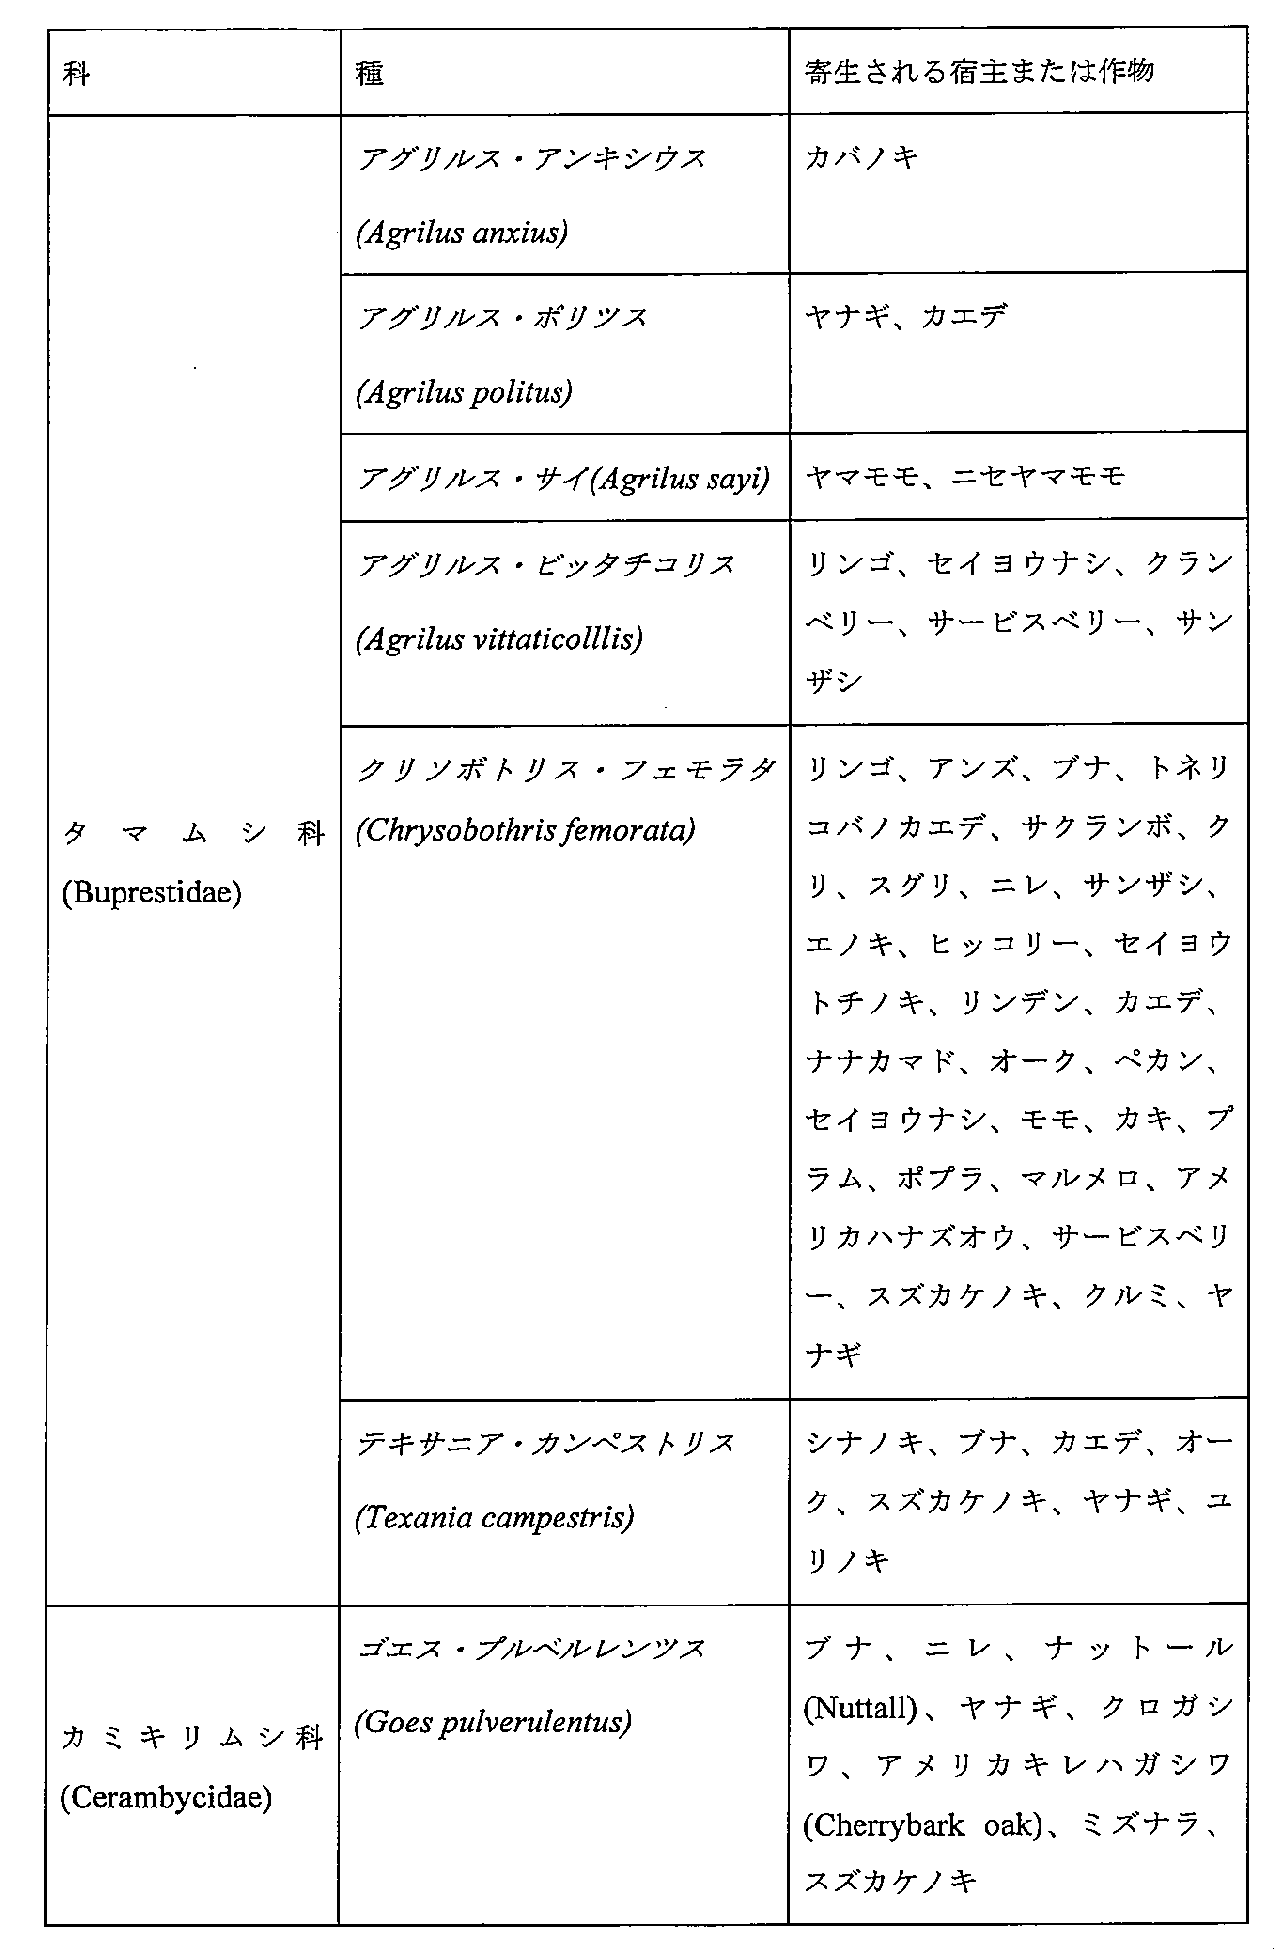 科
種
寄生される宿主または作物
タマムシ科
(Buprestidae)
アグリルス・アンキシウス
(Agrilus anxius)
カバノキ
アグリルス・ポリツス
(Agrilus politus)
ヤナギ、カエデ
アグリルス・サイ(Agrilus sayi)
ヤマモモ、ニセヤマモモ
アグリルス・ビッタチコリス
(Agrilus vittaticolllis)
リンゴ、セイヨウナシ、クラン
ベリー、サービスベリー、サン
ザシ
クリソボトリス・フェモラタ
(Chrysobothris femorata)
リンゴ、アンズ、ブナ、トネリ
コバノカエデ、サクランボ、ク
リ、スグリ、ニレ、サンザシ、
エノキ、ヒッコリー、セイヨウ
トチノキ、リンデン、カエデ、
ナナカマド、オーク、ペカン、
セイヨウナシ、モモ、カキ、プ
ラム、ポプラ、マルメロ、アメ
リカハナズオウ、サービスベリ
ー、スズカケノキ、クルミ、ヤ
ナギ
テキサニア・カンペストリス
(Texania campestris)
シナノキ、ブナ、カエデ、オー
ク、スズカケノキ、ヤナギ、ユ
リノキ
カミキリムシ科
(Cerambycidae)
ゴエス・プルベルレンツス
(Goes pulverulentus)
ブナ、ニレ、ナットール
(Nuttall)、ヤナギ、クロガシ
ワ、アメリカキレハガシワ
(Cherrybark oak)、ミズナラ、
スズカケノキ